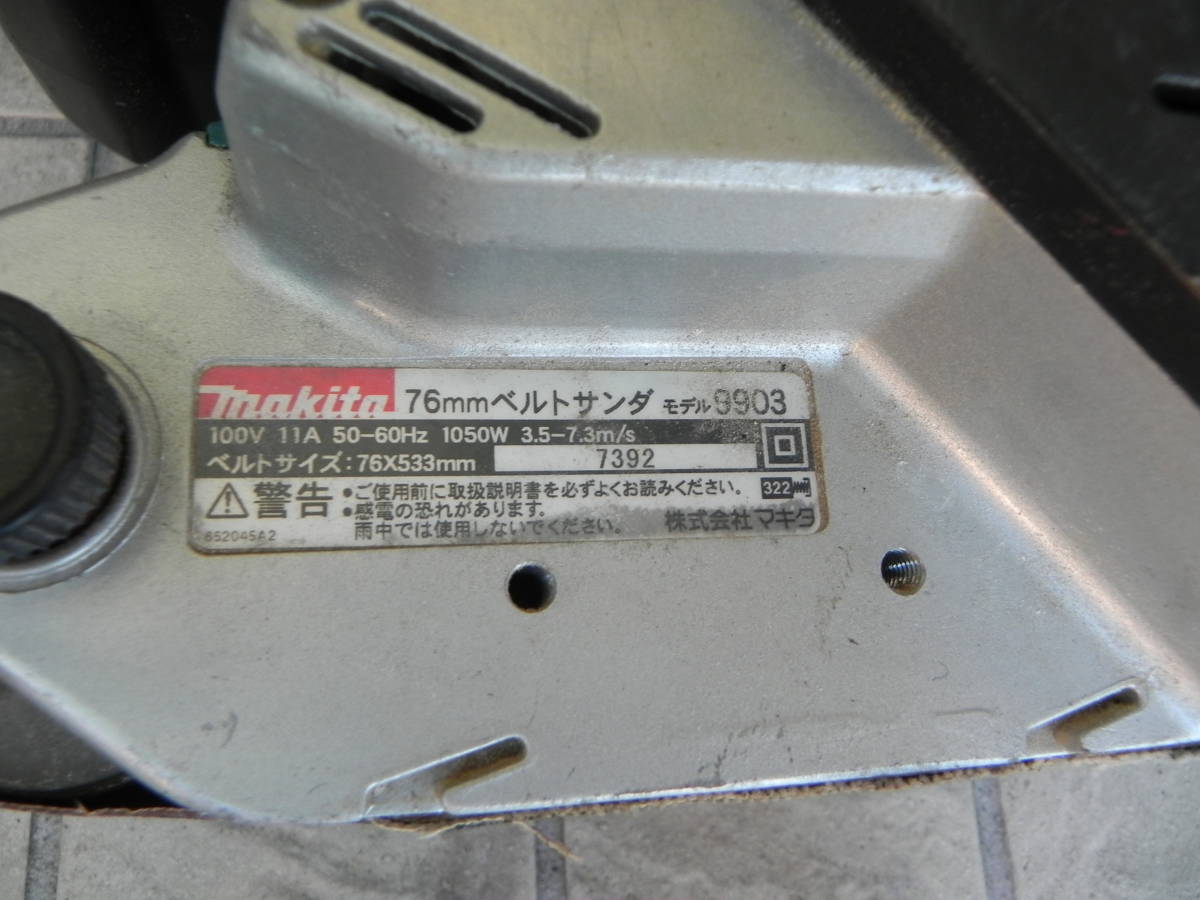 makita 76mmベルトサンダ モデル9903
100V 11A 50-60Hz 1050W 3.5-7.3m/s
ベルトサイズ:76X533mm 7392
警告 •ご使用前に取扱説明書を必ずよくお読みください。 322
•感電の恐れがあります。
雨中では使用しないでください。 株式会社マキタ
852045A2